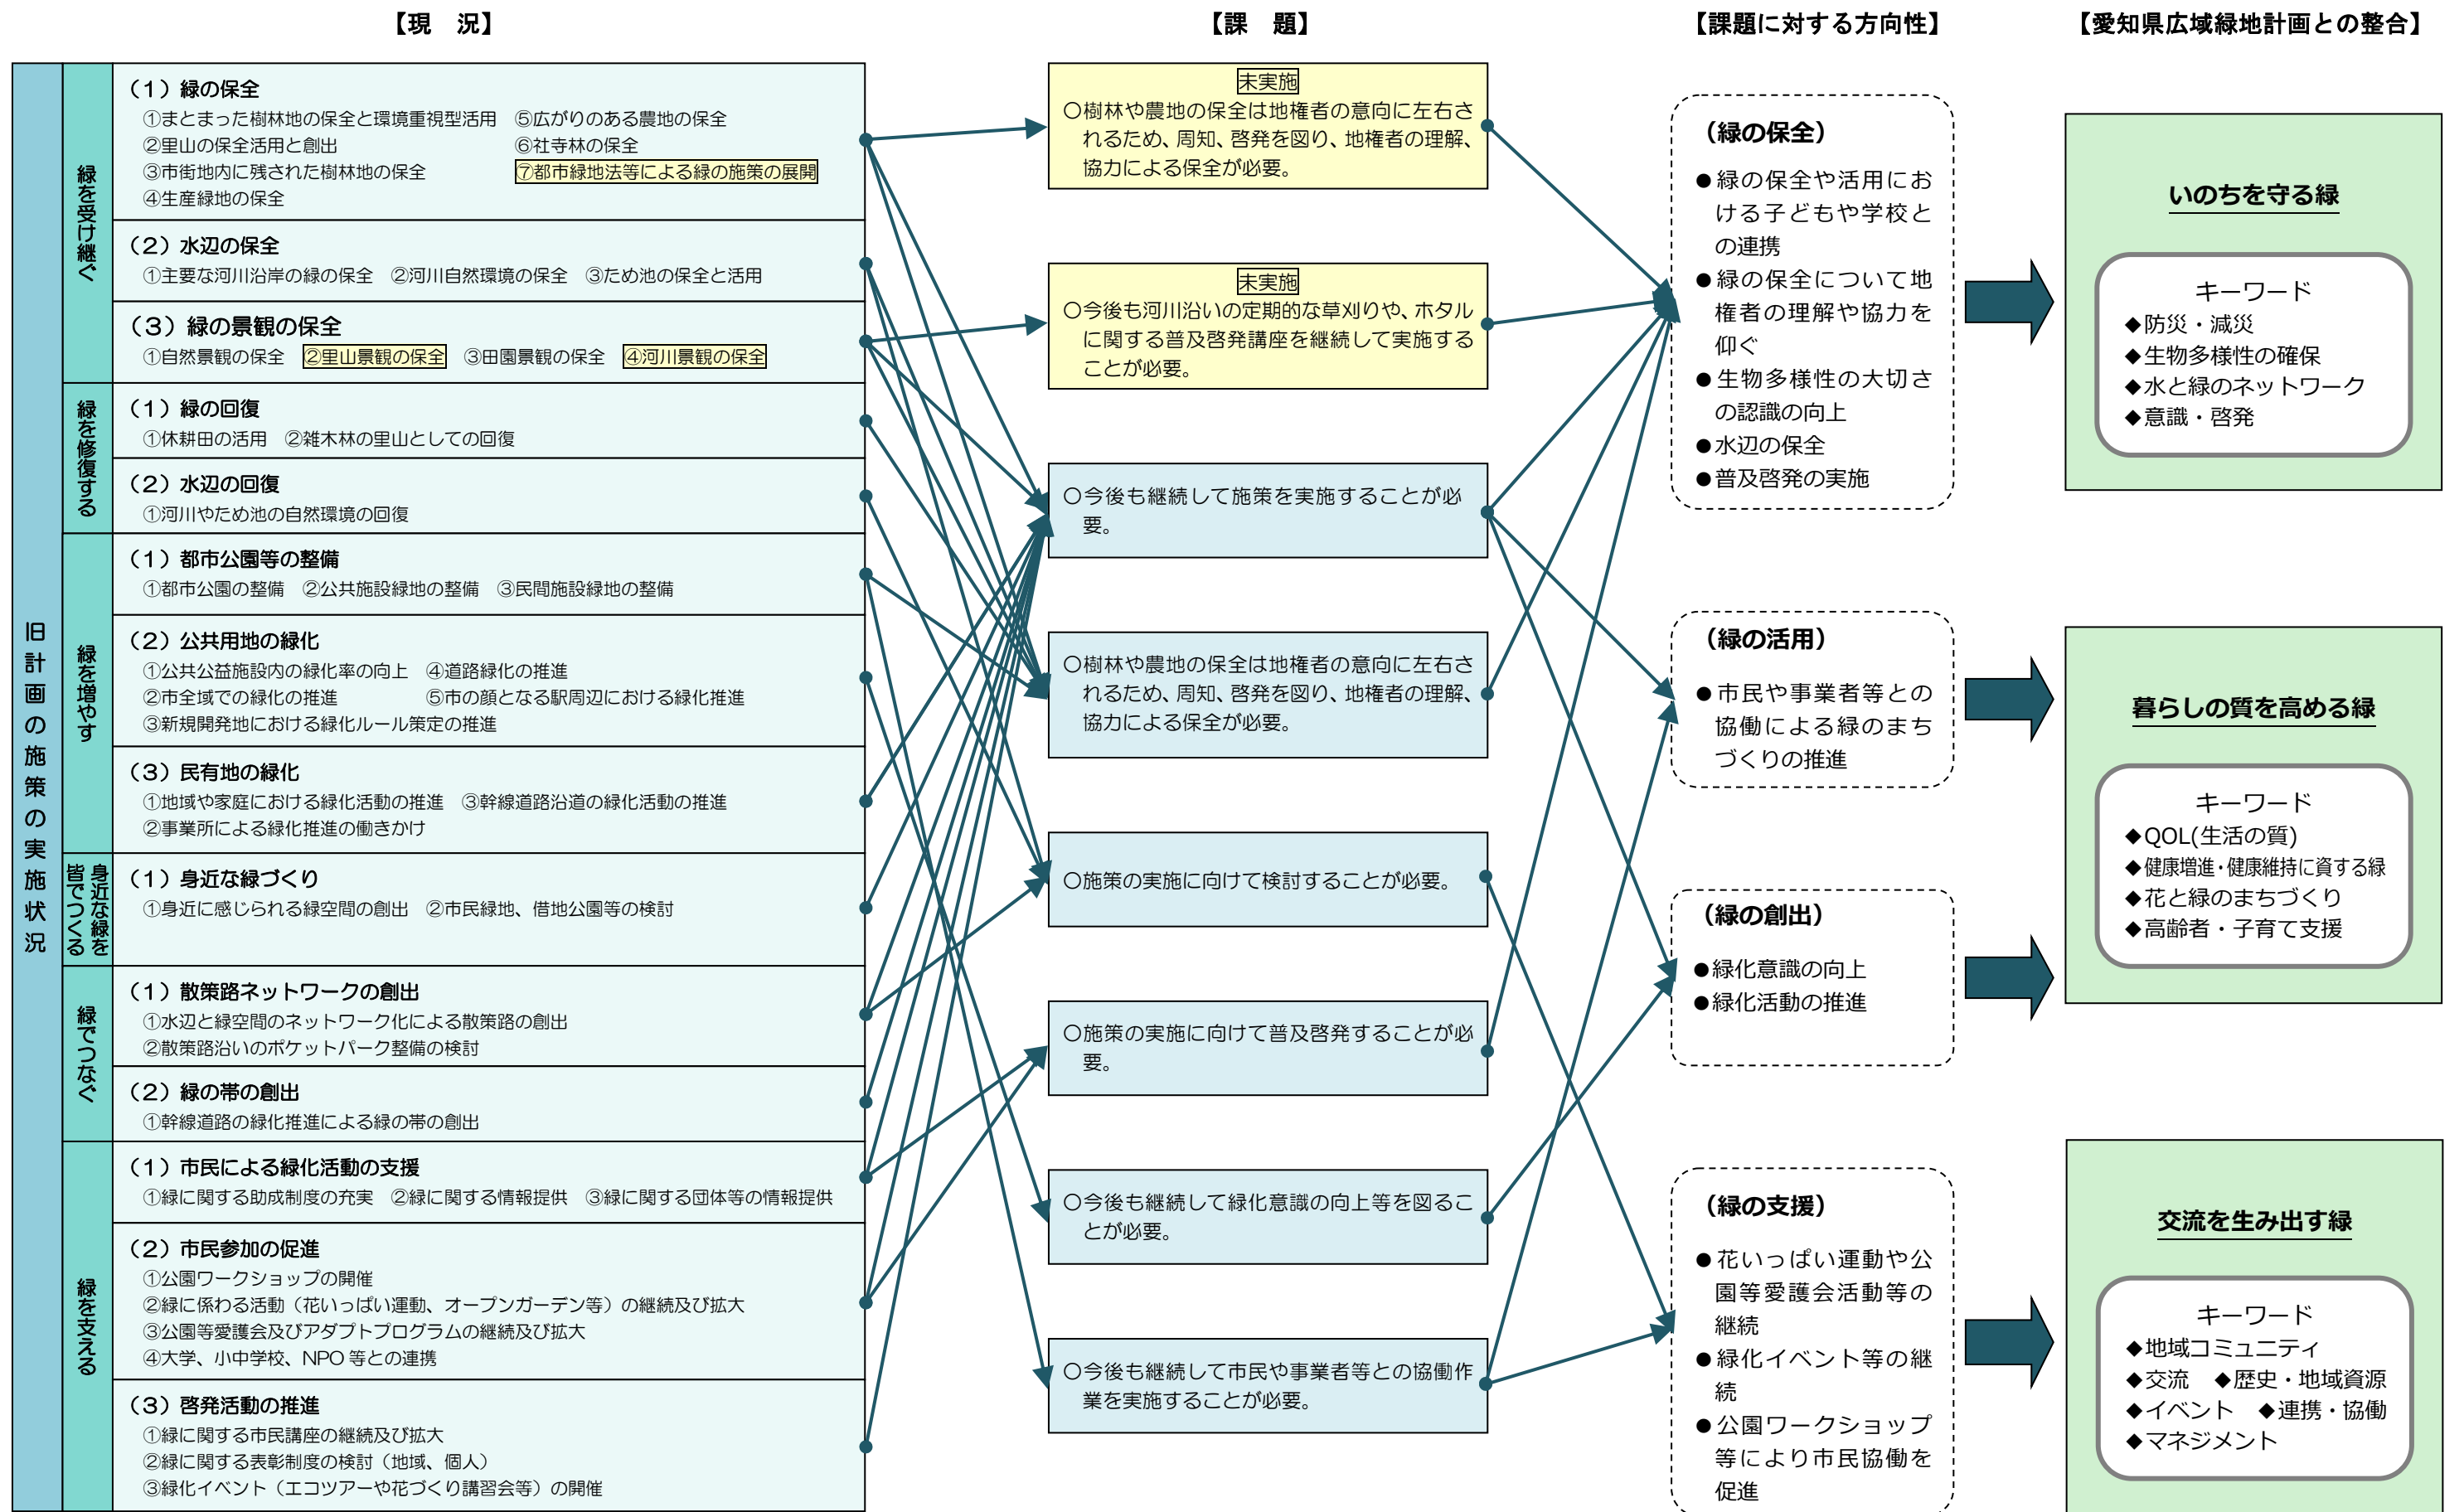 【現　況】
【課　題】
【課題に対する方向性】
【愛知県広域緑地計画との整合】
旧計画の施策の実施状況
緑を受け継ぐ
（1）緑の保全
①まとまった樹林地の保全と環境重視型活用　⑤広がりのある農地の保全
②里山の保全活用と創出　⑥社寺林の保全
③市街地内に残された樹林地の保全　⑦都市緑地法等による緑の施策の展開
④生産緑地の保全
（2）水辺の保全
①主要な河川沿岸の緑の保全　②河川自然環境の保全　③ため池の保全と活用
（3）緑の景観の保全
①自然景観の保全　②里山景観の保全　③田園景観の保全　④河川景観の保全
緑を修復する
（1）緑の回復
①休耕田の活用　②雑木林の里山としての回復
（2）水辺の回復
①河川やため池の自然環境の回復
緑を増やす
（1）都市公園等の整備
①都市公園の整備　②公共施設緑地の整備　③民間施設緑地の整備
（2）公共用地の緑化
①公共公益施設内の緑化率の向上　④道路緑化の推進
②市全域での緑化の推進　⑤市の顔となる駅周辺における緑化推進
③新規開発地における緑化ルール策定の推進
（3）民有地の緑化
①地域や家庭における緑化活動の推進　③幹線道路沿道の緑化活動の推進
②事業所による緑化推進の働きかけ
身近な緑を
皆でつくる
（1）身近な緑づくり
①身近に感じられる緑空間の創出　②市民緑地、借地公園等の検討
緑でつなぐ
（1）散策路ネットワークの創出
①水辺と緑空間のネットワーク化による散策路の創出
②散策路沿いのポケットパーク整備の検討
（2）緑の帯の創出
①幹線道路の緑化推進による緑の帯の創出
緑を支える
（1）市民による緑化活動の支援
①緑に関する助成制度の充実　②緑に関する情報提供　③緑に関する団体等の情報提供
（2）市民参加の促進
①公園ワークショップの開催
②緑に係わる活動（花いっぱい運動、オープンガーデン等）の継続及び拡大
③公園等愛護会及びアダプトプログラムの継続及び拡大
④大学、小中学校、NPO 等との連携
（3）啓発活動の推進
①緑に関する市民講座の継続及び拡大
②緑に関する表彰制度の検討（地域、個人）
③緑化イベント（エコツアーや花づくり講習会等）の開催
未実施
○樹林や農地の保全は地権者の意向に左右さ
れるため、周知、啓発を図り、地権者の理解、
協力による保全が必要。
未実施
○今後も河川沿いの定期的な草刈りや、ホタル
に関する普及啓発講座を継続して実施する
ことが必要。
○今後も継続して施策を実施することが必
要。
○樹林や農地の保全は地権者の意向に左右さ
れるため、周知、啓発を図り、地権者の理解、
協力による保全が必要。
○施策の実施に向けて検討することが必要。
○施策の実施に向けて普及啓発することが必
要。
○今後も継続して緑化意識の向上等を図るこ
とが必要。
○今後も継続して市民や事業者等との協働作
業を実施することが必要。
（緑の保全）
●緑の保全や活用にお
ける子どもや学校と
の連携
●緑の保全について地
権者の理解や協力を
仰ぐ
●生物多様性の大切さ
の認識の向上
●水辺の保全
●普及啓発の実施
（緑の活用）
●市民や事業者等との
協働による緑のまち
づくりの推進
（緑の創出）
●緑化意識の向上
●緑化活動の推進
（緑の支援）
●花いっぱい運動や公
園等愛護会活動等の
継続
●緑化イベント等の継
続
●公園ワークショップ
等により市民協働を
促進
いのちを守る緑
キーワード
◆防災・減災
◆生物多様性の確保
◆水と緑のネットワーク
◆意識・啓発
暮らしの質を高める緑
キーワード
◆QOL(生活の質)
◆健康増進・健康維持に資する緑
◆花と緑のまちづくり
◆高齢者・子育て支援
交流を生み出す緑
キーワード
◆地域コミュニティ
◆交流　◆歴史・地域資源
◆イベント　◆連携・協働
◆マネジメント